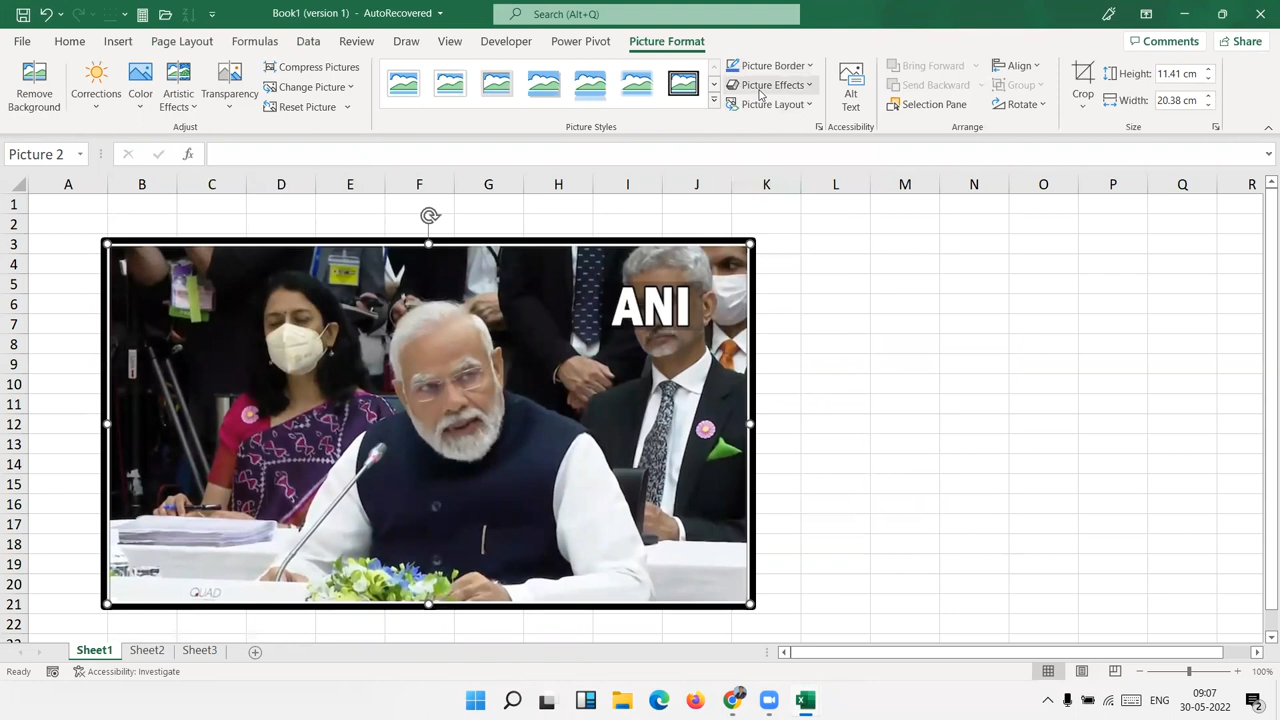 Book1 (version 1) - AutoRecovered
Search (Alt+Q)
File Home Insert Page Layout Formulas Data Review View Developer Power Pivot Picture Format Comments Share
Remove Background
Corrections
Color
Artistic Effects
Transparency
Compress Pictures
Change Picture
Reset Picture
Adjust
Picture Styles
Picture Border
Picture Effects
Picture Layout
Alt Text
Accessibility
Bring Forward
Send Backward
Selection Pane
Align
Group
Rotate
Arrange
Crop
Height: 11.41 cm
Width: 20.38 cm
Size
Picture 2
fx
A B C D E F G H I J K L M N O P Q R
1
2
3
4
5
6
7
8
9
10
11
12
13
14
15
16
17
18
19
20
21
22
ANI
QUAD
Sheet1 Sheet2 Sheet3
Ready Accessibility: Investigate 100%
ENG 09:07
30-05-2022
2